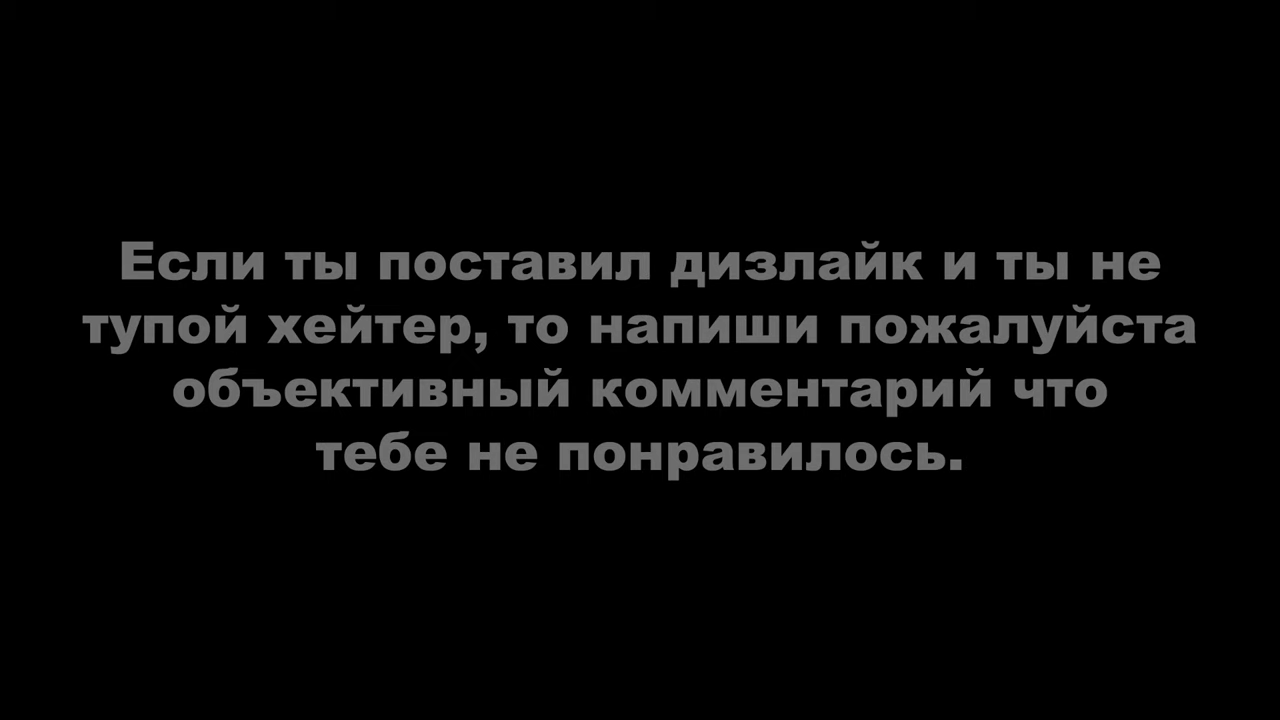 Если ты поставил дизлайк и ты не
тупой хейтер, то напиши пожалуйста
объективный комментарий что
тебе не понравилось.